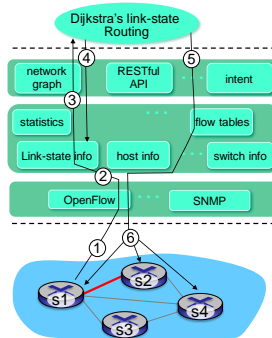 Dijkstra's link-state
Routing
4
5
network
graph
RESTful
API
intent
3
statistics
flow tables
Link-state info
host info
switch info
2
OpenFlow
SNMP
1
6
s2
s1
s4
s3